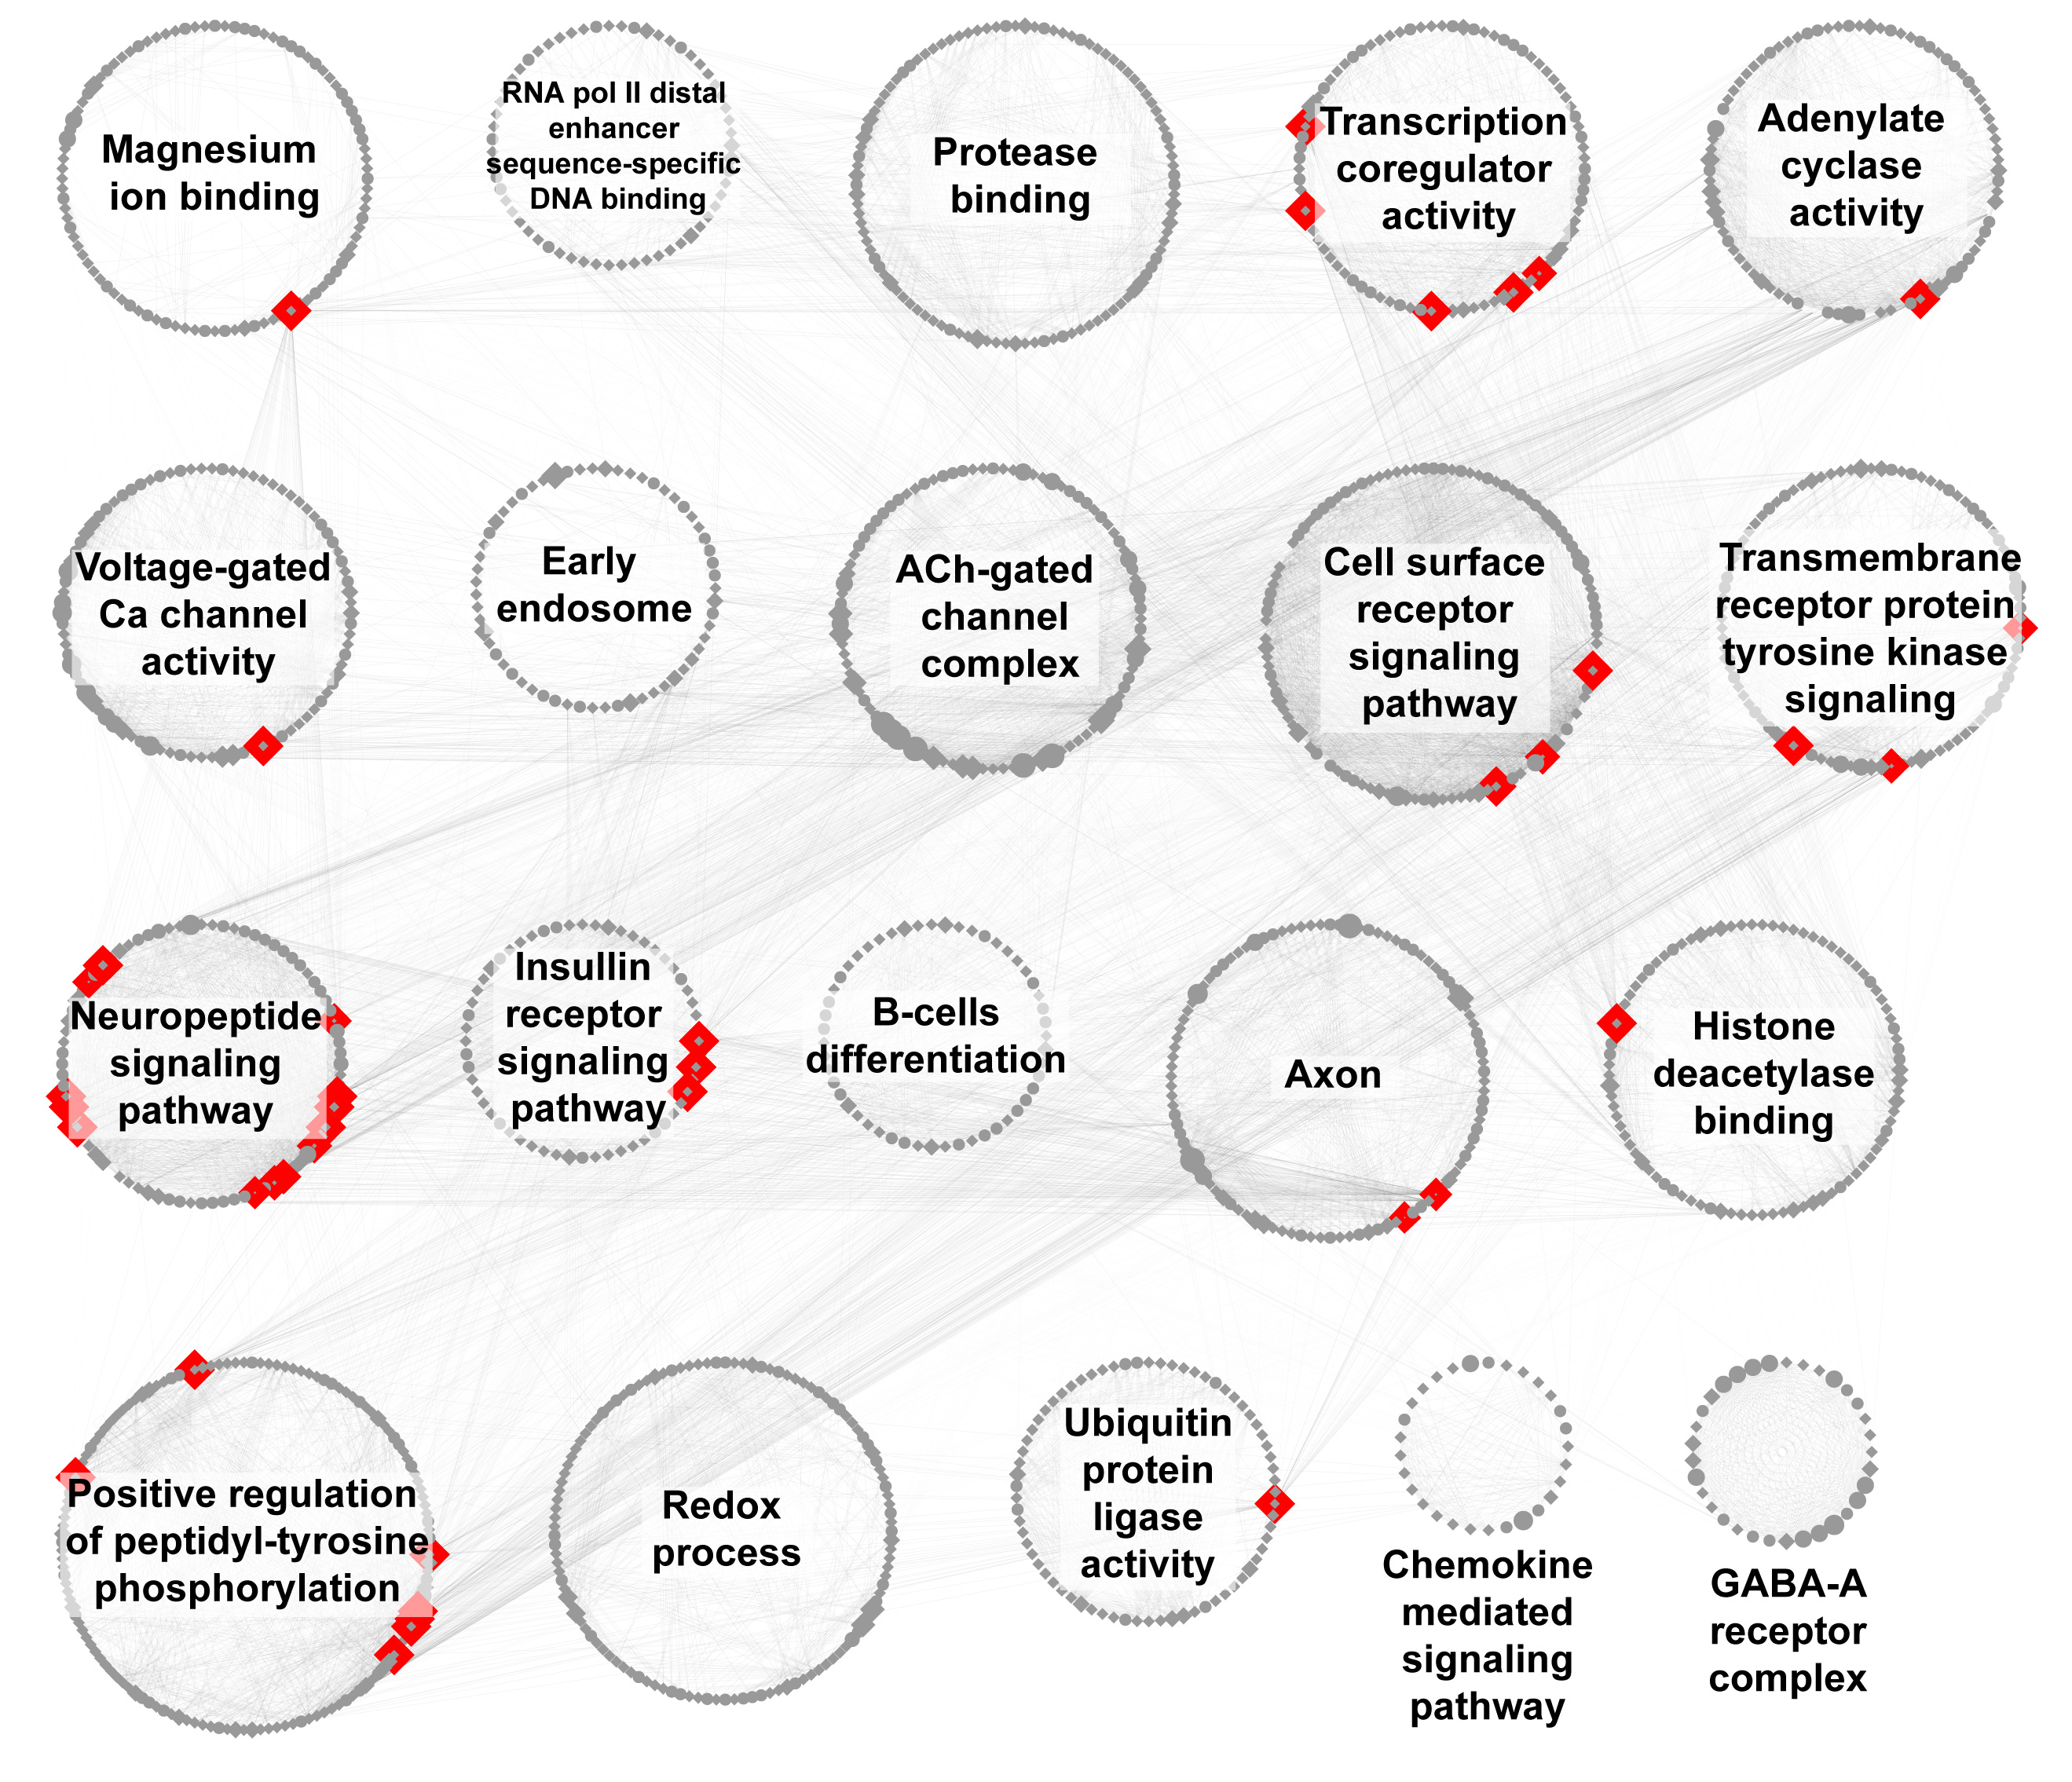 Magnesium
ion binding
RNA pol II distal
enhancer
sequence-specific
DNA binding
Protease
binding
Transcription
coregulator
activity
Adenylate
cyclase
activity
Voltage-gated
Ca channel
activity
Early
endosome
ACh-gated
channel
complex
Cell surface
receptor
signaling
pathway
Transmembrane
receptor protein
tyrosine kinase
signaling
Neuropeptide
signaling
pathway
Insullin
receptor
signaling
pathway
B-cells
differentiation
Axon
Histone
deacetylase
binding
Positive regulation
of peptidyl-tyrosine
phosphorylation
Redox
process
Ubiquitin
protein
ligase
activity
Chemokine
mediated
signaling
pathway
GABA-A
receptor
complex